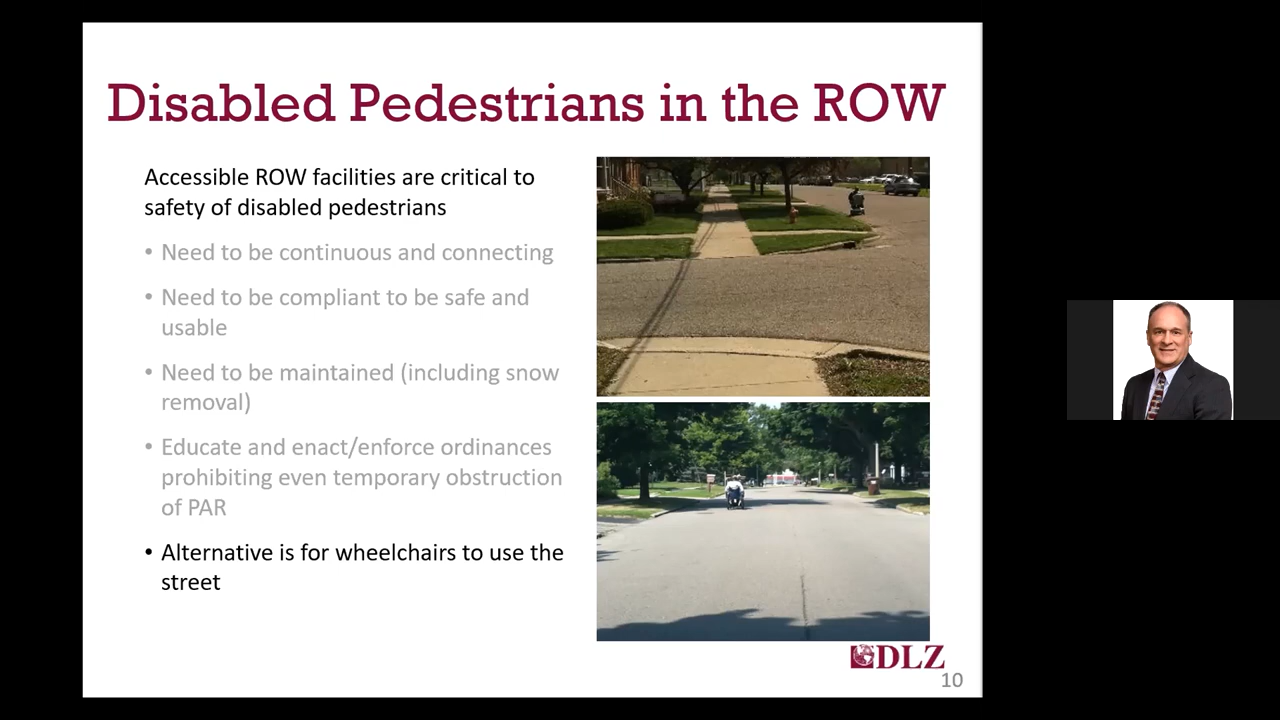 Disabled Pedestrians in the ROW
Accessible ROW facilities are critical to
safety of disabled pedestrians
• Need to be continuous and connecting
• Need to be compliant to be safe and
usable
• Need to be maintained (including snow
removal)
• Educate and enact/enforce ordinances
prohibiting even temporary obstruction
of PAR
• Alternative is for wheelchairs to use the
street
DLZ
10